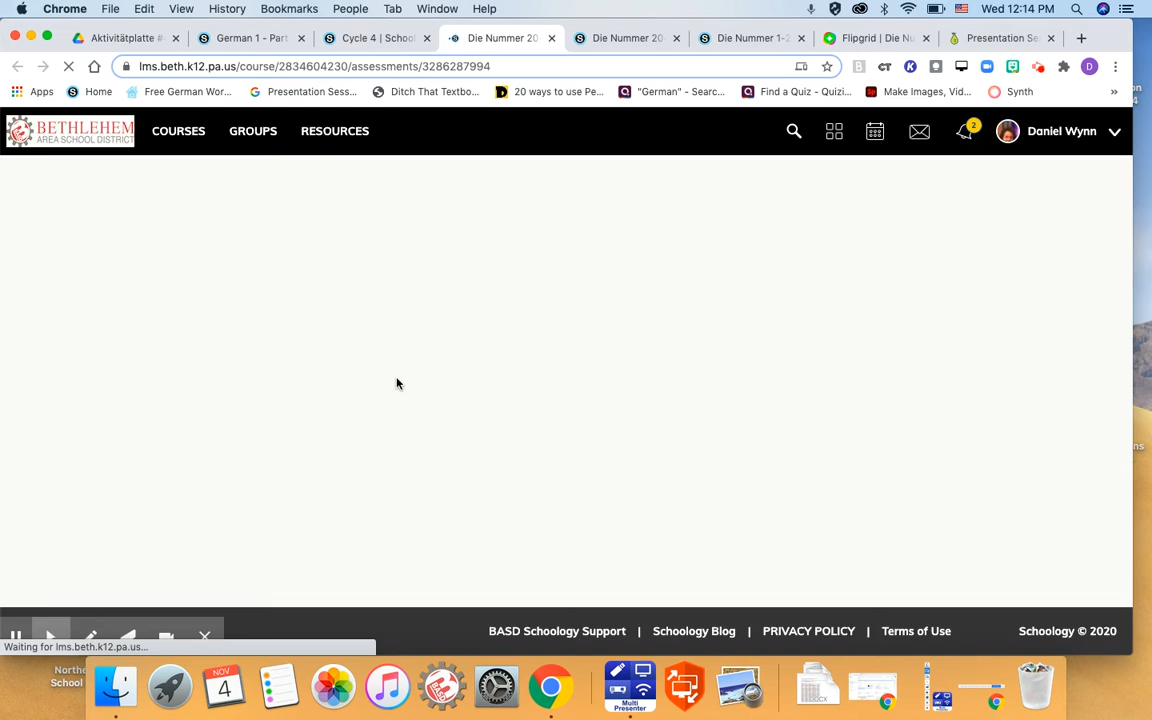 Chrome File Edit View History Bookmarks People Tab Window Help Wed 12:14 PM
Aktivitätplatte # German 1 - Part Cycle 4 | School Die Nummer 20 Die Nummer 20- Die Nummer 1-2 Flipgrid | Die Nu Presentation Se
lms.beth.k12.pa.us/course/2834604230/assessments/3286287994
Apps Home Free German Wor... Presentation Sess... Ditch That Textbo... 20 ways to use Pe... "German" - Searc... Find a Quiz - Quizi... Make Images, Vid... Synth »
BETHLEHEM
AREA SCHOOL DISTRICT
COURSES GROUPS RESOURCES 2 Daniel Wynn
BASD Schoology Support | Schoology Blog | PRIVACY POLICY | Terms of Use Schoology © 2020
Waiting for lms.beth.k12.pa.us...
Northe
School
NOV
4
Multi
Presenter
DOCX